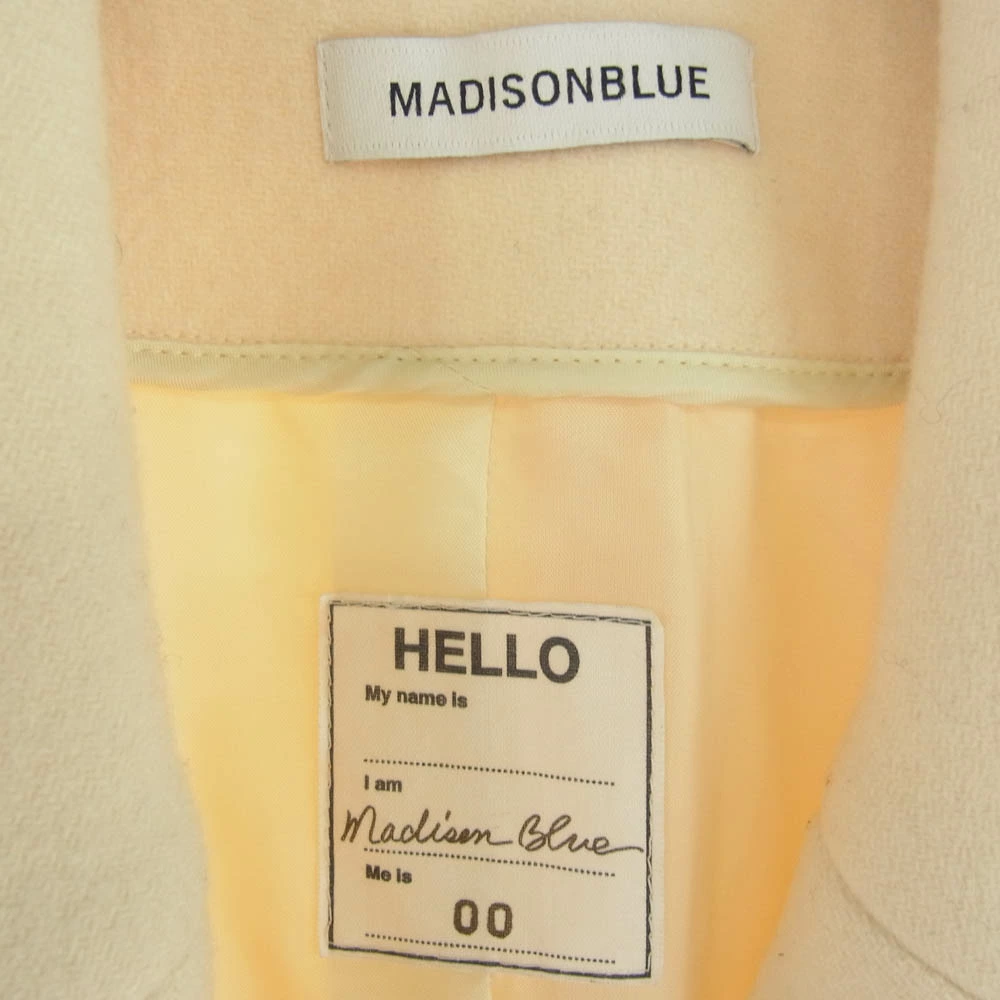 MADISONBLUE
HELLO
My name is
I am
Madison Blue
Me is
00